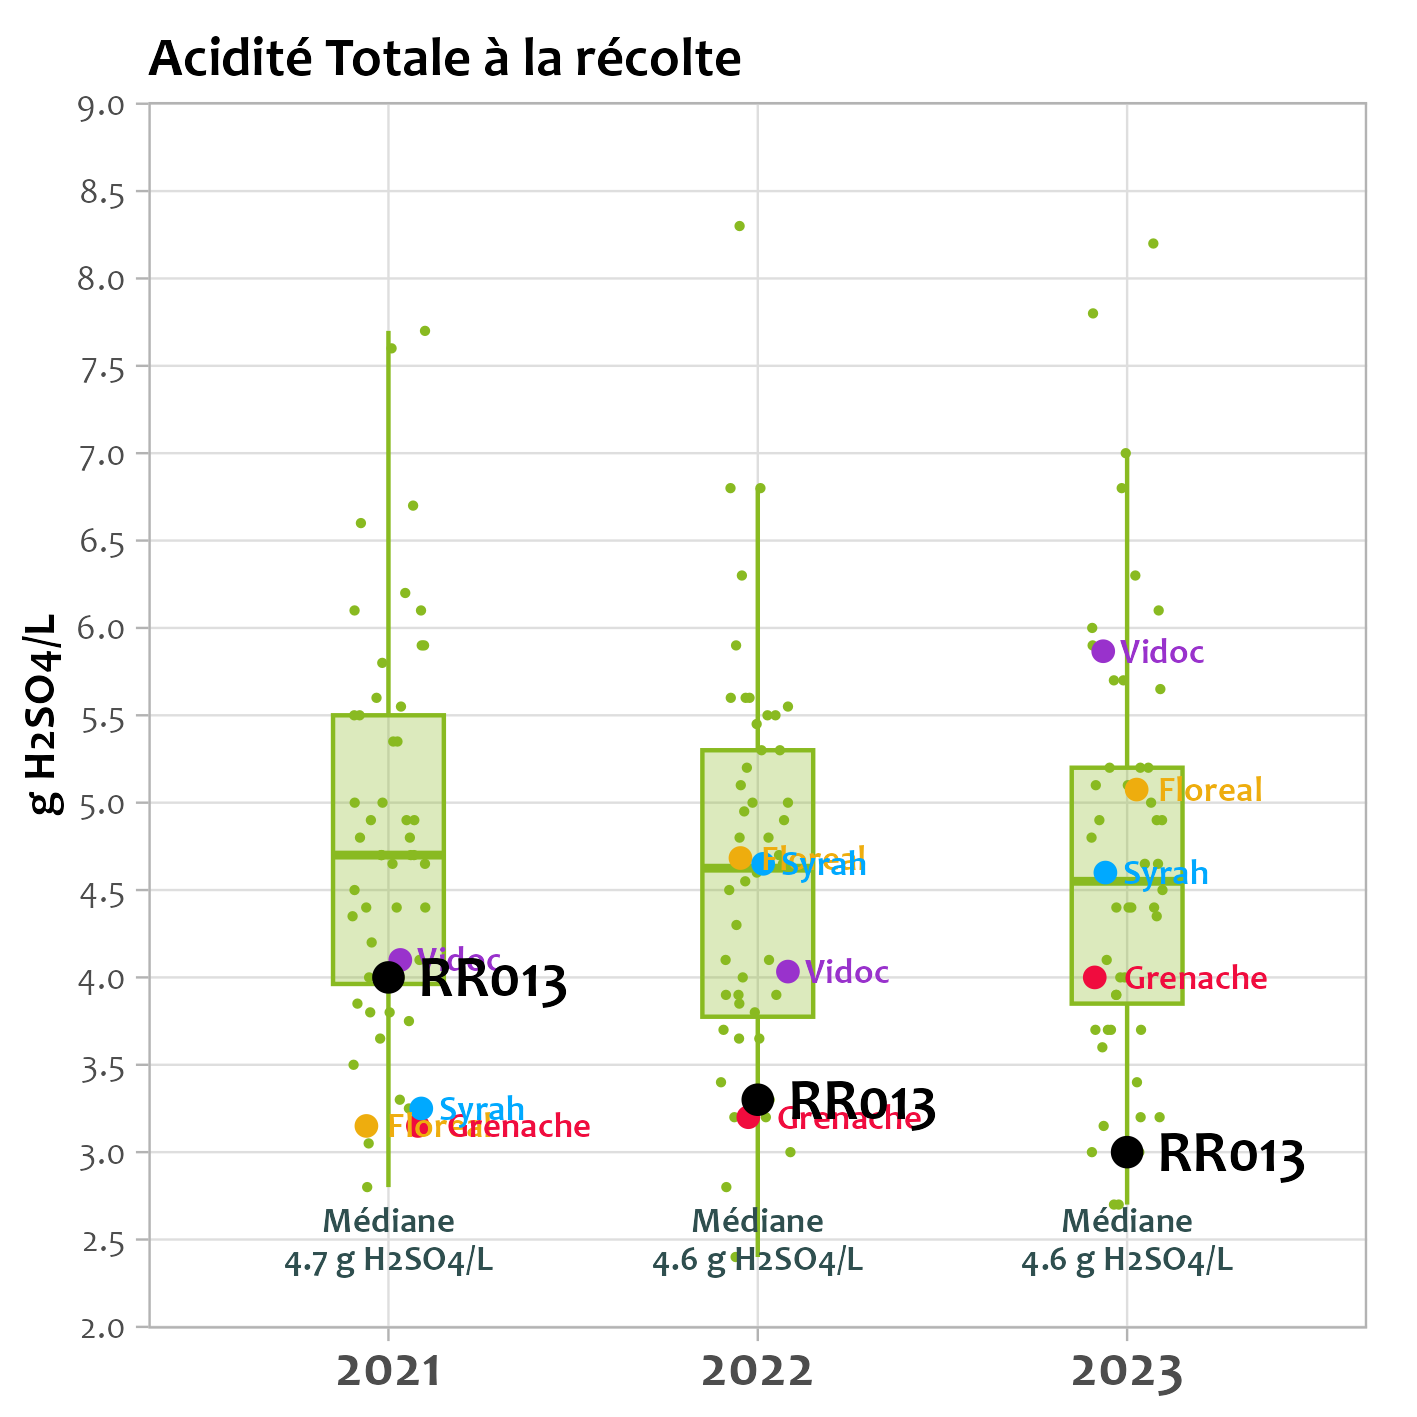 Acidité Totale à la récolte
g H2SO4/L
9.0
8.5
8.0
7.5
7.0
6.5
6.0
5.5
5.0
4.5
4.0
3.5
3.0
2.5
2.0
Vidoc
RR013
Syrah
Floreal
Grenache
Médiane
4.7 g H2SO4/L
2021
Floreal
Syrah
Vidoc
RR013
Grenache
Médiane
4.6 g H2SO4/L
2022
Vidoc
Floreal
Syrah
Grenache
RR013
Médiane
4.6 g H2SO4/L
2023